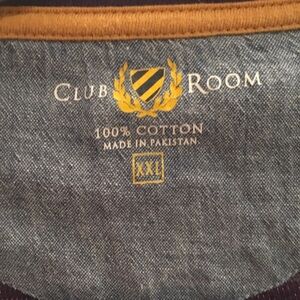 CLUB ROOM
100% COTTON
MADE IN PAKISTAN
XXL